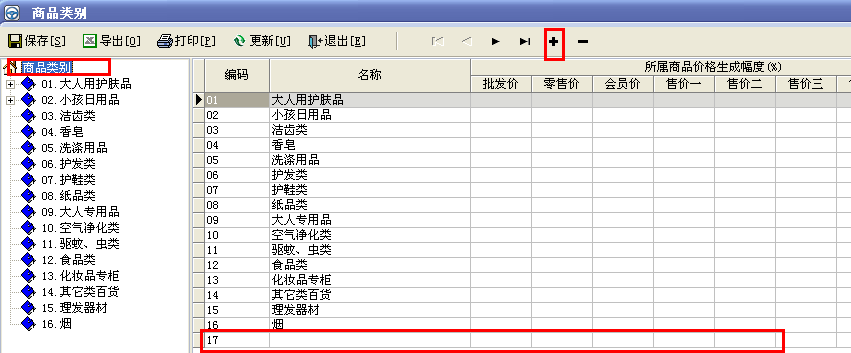 商品类别
保存[S] 导出[O] 打印[P] 更新[U] 退出[E]
商品类别
01.大人用护肤品
02.小孩日用品
03.洁齿类
04.香皂
05.洗涤用品
06.护发类
07.护鞋类
08.纸品类
09.大人专用品
10.空气净化类
11.驱蚊、虫类
12.食品类
13.化妆品专柜
14.其它类百货
15.理发器材
16.烟
编码 名称 所属商品价格生成幅度(%)
批发价 零售价 会员价 售价一 售价二 售价三
01 大人用护肤品
02 小孩日用品
03 洁齿类
04 香皂
05 洗涤用品
06 护发类
07 护鞋类
08 纸品类
09 大人专用品
10 空气净化类
11 驱蚊、虫类
12 食品类
13 化妆品专柜
14 其它类百货
15 理发器材
16 烟
17